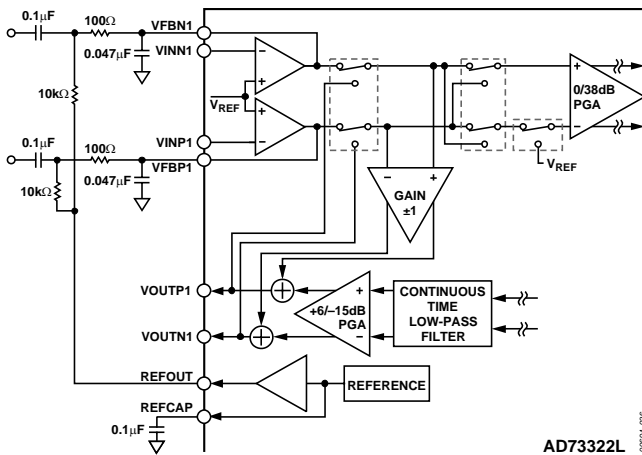 0.1µF
100Ω
VFBN1
0.047µF
VINN1
10kΩ
VREF
0/38dB
PGA
0.1µF
100Ω
VINP1
VFBP1
VREF
10kΩ
0.047µF
GAIN
±1
VOUTP1
+6/–15dB
PGA
CONTINUOUS
TIME
LOW-PASS
FILTER
VOUTN1
REFOUT
REFERENCE
REFCAP
0.1µF
AD73322L